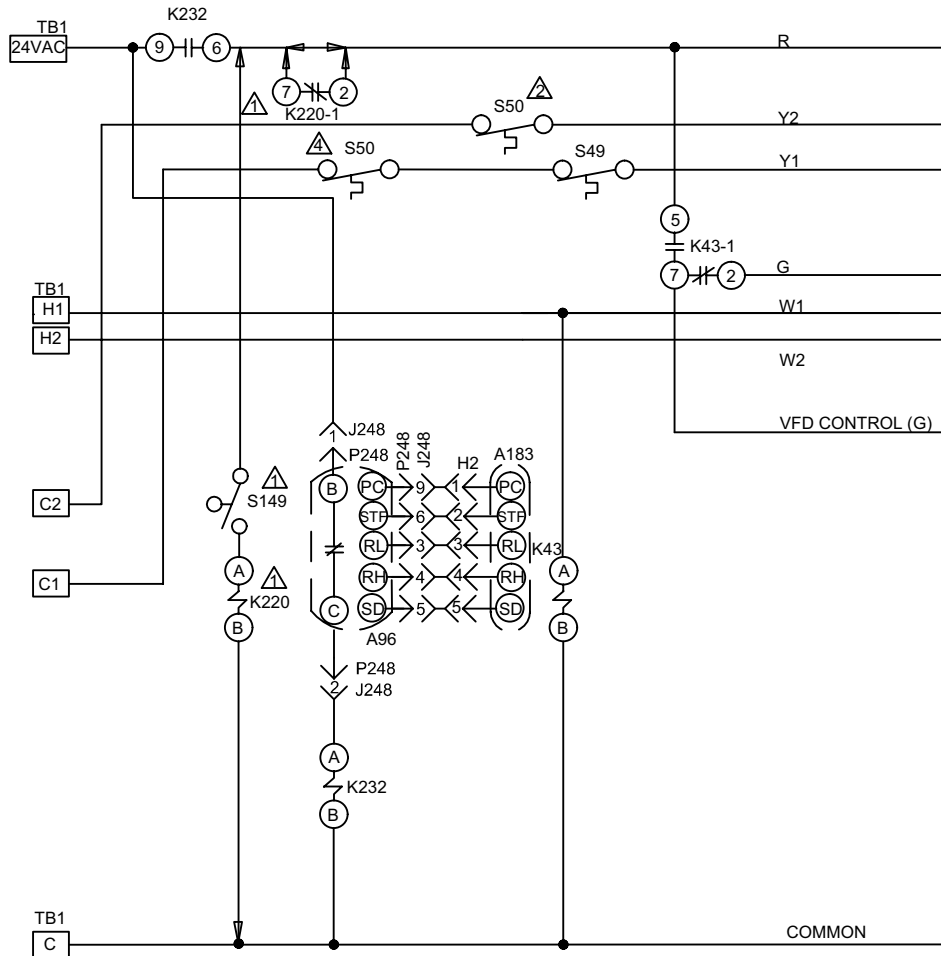 K232
TB1
24VAC
9
6
R
7
2
K220-1
1
S50
2
Y2
4
S50
S49
Y1
5
K43-1
7
2
G
TB1
H1
W1
H2
W2
VFD CONTROL (G)
1
J248
P248
P248
J248
H2
A183
B
PC
9
1
PC
C2
1
S149
STF
6
2
STF
RL
3
3
RL
K43
C1
A
1
K220
RH
4
4
RH
A
B
C
SD
5
5
SD
B
A96
P248
2
J248
A
K232
B
TB1
C
COMMON